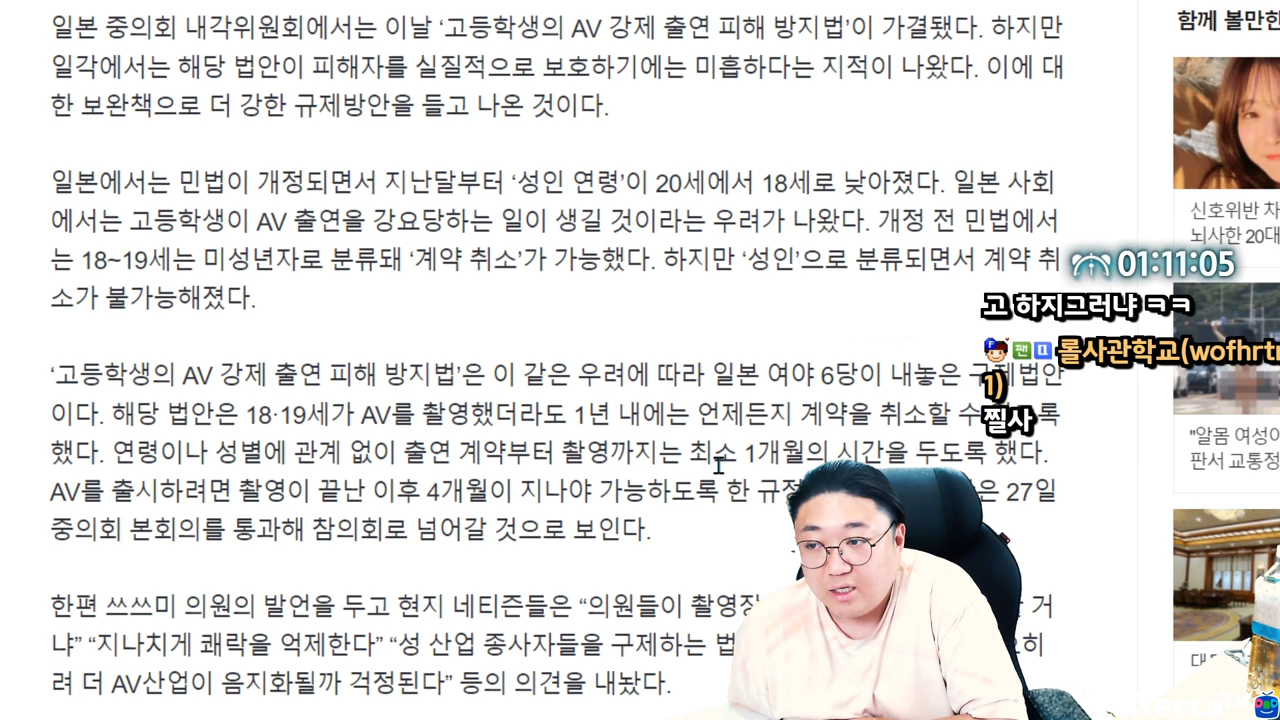 일본 중의회 내각위원회에서는 이날 ‘고등학생의 AV 강제 출연 피해 방지법’이 가결됐다. 하지만
일각에서는 해당 법안이 피해자를 실질적으로 보호하기에는 미흡하다는 지적이 나왔다. 이에 대
한 보완책으로 더 강한 규제방안을 들고 나온 것이다.
일본에서는 민법이 개정되면서 지난달부터 ‘성인 연령’이 20세에서 18세로 낮아졌다. 일본 사회
에서는 고등학생이 AV 출연을 강요당하는 일이 생길 것이라는 우려가 나왔다. 개정 전 민법에서
는 18~19세는 미성년자로 분류돼 ‘계약 취소’가 가능했다. 하지만 ‘성인’으로 분류되면서 계약 취
소가 불가능해졌다.
‘고등학생의 AV 강제 출연 피해 방지법’은 이 같은 우려에 따라 일본 여야 6당이 내놓은 구제법안
이다. 해당 법안은 18·19세가 AV를 촬영했더라도 1년 내에는 언제든지 계약을 취소할 수 록
했다. 연령이나 성별에 관계 없이 출연 계약부터 촬영까지는 최소 1개월의 시간을 두도록 했다.
AV를 출시하려면 촬영이 끝난 이후 4개월이 지나야 가능하도록 한 규정 은 27일
중의회 본회의를 통과해 참의회로 넘어갈 것으로 보인다.
한편 쓰쓰미 의원의 발언을 두고 현지 네티즌들은 “의원들이 촬영장 거
냐” “지나치게 쾌락을 억제한다” “성 산업 종사자들을 구제하는 법 오히
려 더 AV산업이 음지화될까 걱정된다” 등의 의견을 내놨다.
함께 볼만한
신호위반 차
뇌사한 20대
01:11:05
고 하지그러냐 ㅋㅋ
F 팬 롤사관학교(wofhrtn
1)
찔사
"알몸 여성이
판서 교통정